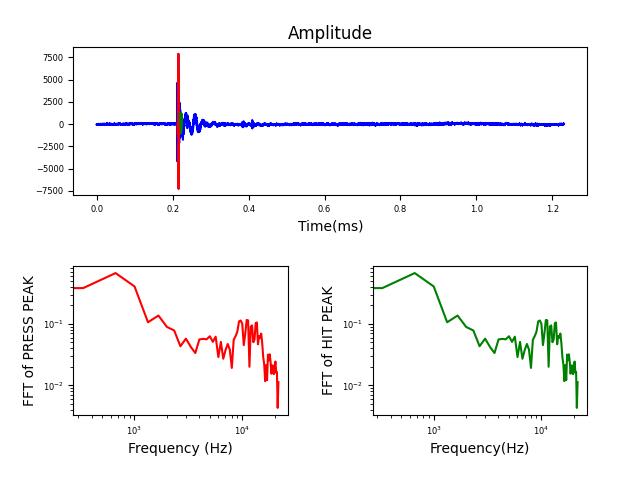 Amplitude
7500
5000
2500
0
−2500
−5000
−7500
0.0 0.2 0.4 0.6 0.8 1.0 1.2
Time(ms)
FFT of PRESS PEAK
10⁻¹
10⁻²
10³ 10⁴
Frequency (Hz)
FFT of HIT PEAK
10⁻¹
10⁻²
10³ 10⁴
Frequency(Hz)